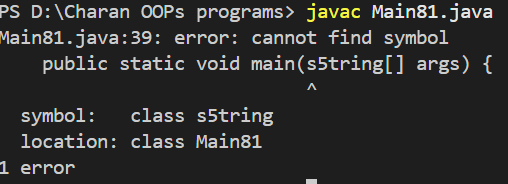 PS D:\Charan OOPs programs> javac Main81.java
Main81.java:39: error: cannot find symbol
    public static void main(s5tring[] args) {
                            ^
  symbol:   class s5tring
  location: class Main81
1 error